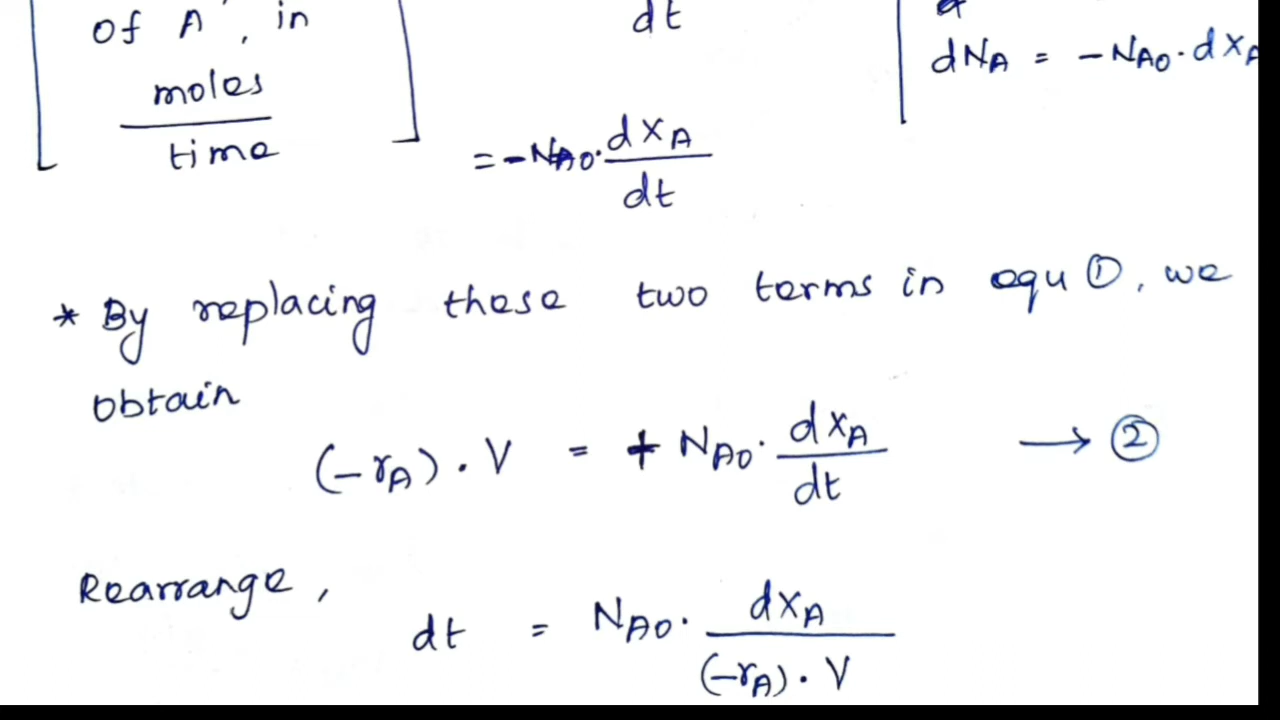 of A, in
moles
time
dt
dNA = -NA0. dXA
= -NA0. dXA
dt
* By replacing these two terms in equ ①, we
obtain
(-rA). V = + NA0. dXA → ②
dt
Rearrange,
dt = NA0. dXA
(-rA). V